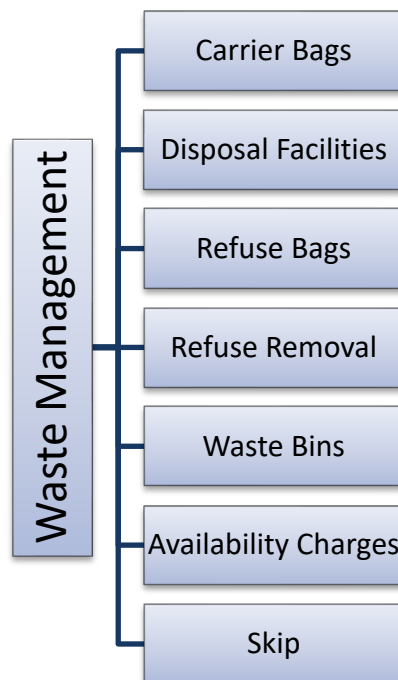 Waste Management
Carrier Bags
Disposal Facilities
Refuse Bags
Refuse Removal
Waste Bins
Availability Charges
Skip